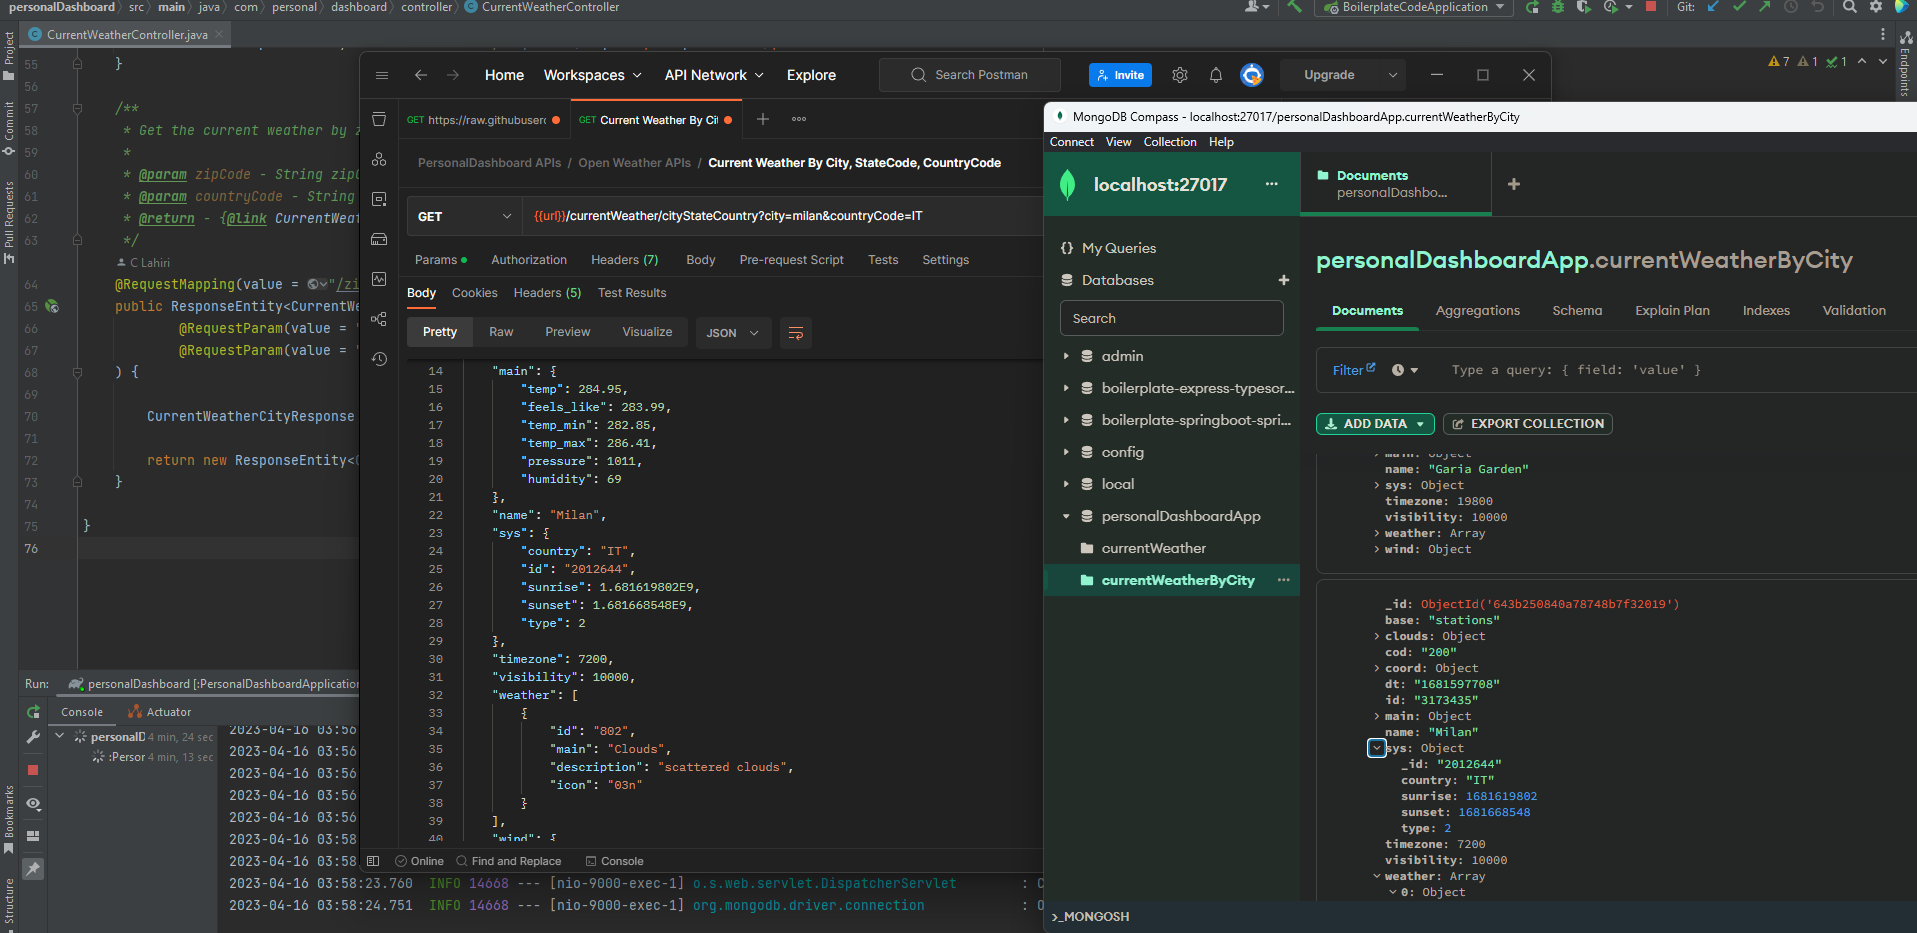 personalDashboard src main java com personal dashboard controller CurrentWeatherController
BoilerplateCodeApplication Git:
CurrentWeatherController.java
7 1 1
Project
Commit
Pull Requests
Bookmarks
Structure
Endpoints
55 }
56
57 /**
58 * Get the current weather by z
59 *
60 * @param zipCode - String zip
61 * @param countryCode - String
62 * @return - {@link CurrentWeat
63 */
C Lahiri
64 @RequestMapping(value = "/zi
65 public ResponseEntity<CurrentWe
66 @RequestParam(value = "
67 @RequestParam(value = "
68 ) {
69
70 CurrentWeatherCityResponse
71
72 return new ResponseEntity<
73 }
74
75 }
76
Run: personalDashboard [:PersonalDashboardApplication
Console Actuator
personalD 4 min, 24 sec
:Persor 4 min, 13 sec
2023-04-16 03:56
2023-04-16 03:56
2023-04-16 03:56
2023-04-16 03:56
2023-04-16 03:56
2023-04-16 03:58
2023-04-16 03:58
2023-04-16 03:58:23.760 INFO 14668 --- [nio-9000-exec-1] o.s.web.servlet.DispatcherServlet : C
2023-04-16 03:58:24.751 INFO 14668 --- [nio-9000-exec-1] org.mongodb.driver.connection : O
Home Workspaces API Network Explore
Search Postman
Invite
Upgrade
GET https://raw.githubuserc
GET Current Weather By Cit
PersonalDashboard APIs / Open Weather APIs / Current Weather By City, StateCode, CountryCode
GET {{url}}/currentWeather/cityStateCountry?city=milan&countryCode=IT
Params Authorization Headers (7) Body Pre-request Script Tests Settings
Body Cookies Headers (5) Test Results
Pretty Raw Preview Visualize JSON
14 "main": {
15 "temp": 284.95,
16 "feels_like": 283.99,
17 "temp_min": 282.85,
18 "temp_max": 286.41,
19 "pressure": 1011,
20 "humidity": 69
21 },
22 "name": "Milan",
23 "sys": {
24 "country": "IT",
25 "id": "2012644",
26 "sunrise": 1.681619802E9,
27 "sunset": 1.681668548E9,
28 "type": 2
29 },
30 "timezone": 7200,
31 "visibility": 10000,
32 "weather": [
33 {
34 "id": "802",
35 "main": "Clouds",
36 "description": "scattered clouds",
37 "icon": "03n"
38 }
39 ],
40 "wind": {
Online Find and Replace Console
MongoDB Compass - localhost:27017/personalDashboardApp.currentWeatherByCity
Connect View Collection Help
localhost:27017
My Queries
Databases
Search
admin
boilerplate-express-typescr...
boilerplate-springboot-spri...
config
local
personalDashboardApp
currentWeather
currentWeatherByCity
Documents
personalDashbo...
personalDashboardApp.currentWeatherByCity
Documents Aggregations Schema Explain Plan Indexes Validation
Filter Type a query: { field: 'value' }
ADD DATA EXPORT COLLECTION
main: Object
name: "Garia Garden"
sys: Object
timezone: 19800
visibility: 10000
weather: Array
wind: Object
_id: ObjectId('643b250840a78748b7f32019')
base: "stations"
clouds: Object
cod: "200"
coord: Object
dt: "1681597708"
id: "3173435"
main: Object
name: "Milan"
sys: Object
_id: "2012644"
country: "IT"
sunrise: 1681619802
sunset: 1681668548
type: 2
timezone: 7200
visibility: 10000
weather: Array
0: Object
>_MONGOSH